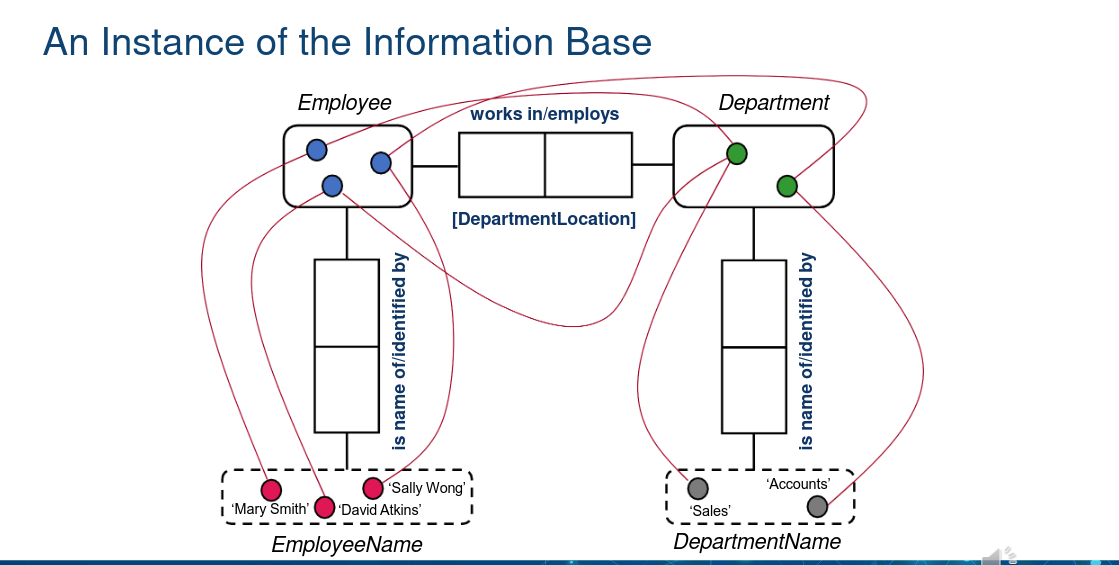 An Instance of the Information Base
Employee
works in/employs
Department
[DepartmentLocation]
is name of/identified by
is name of/identified by
'Sally Wong'
'Mary Smith'
'David Atkins'
'Accounts'
'Sales'
EmployeeName
DepartmentName